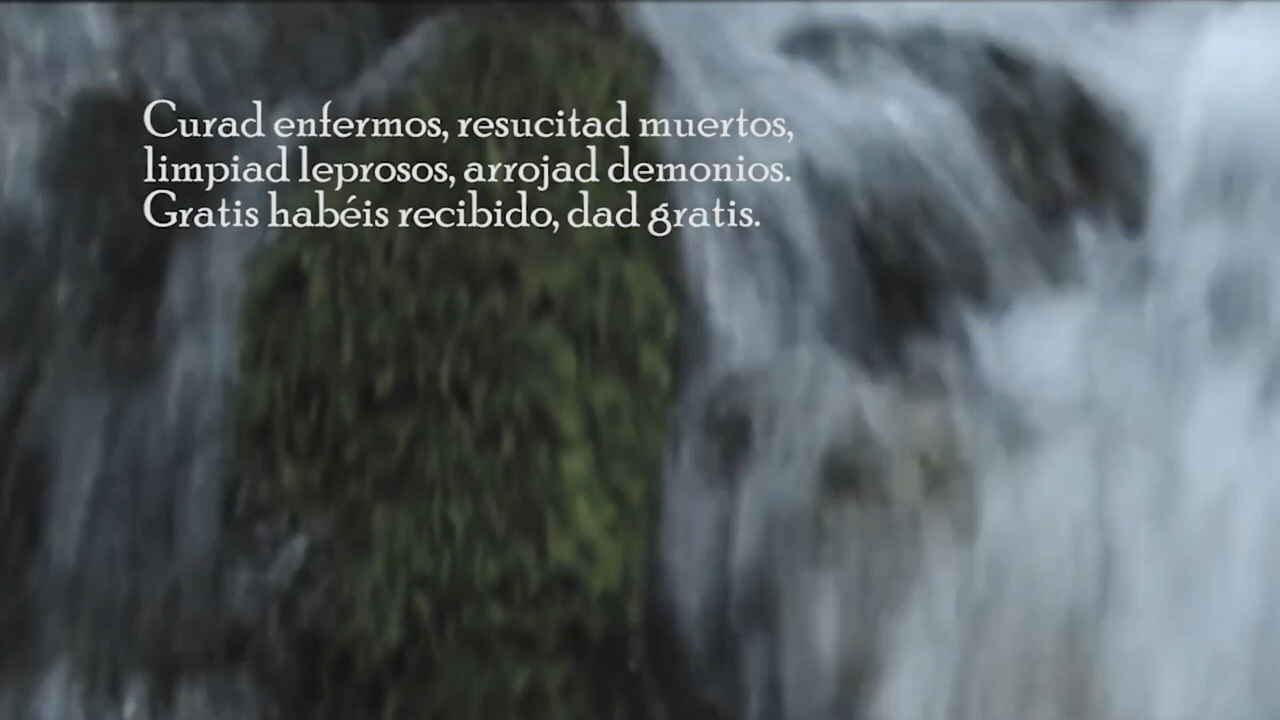 Curad enfermos, resucitad muertos,
limpiad leprosos, arrojad demonios.
Gratis habéis recibido, dad gratis.